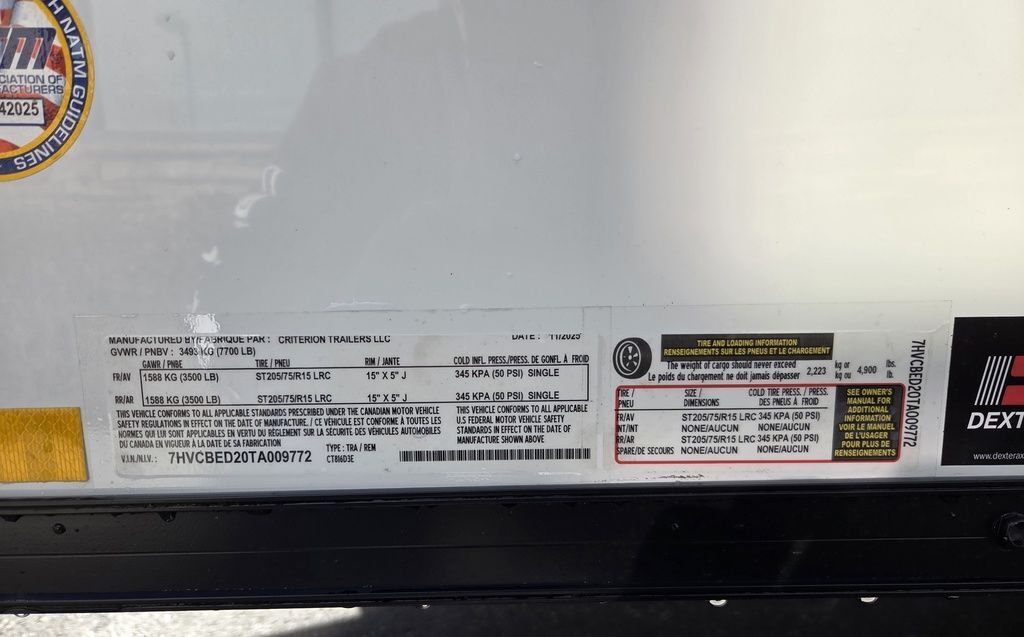 H NATM GUIDELINES
CIATION OF
ACTURERS
42025
MANUFACTURED BY/FABRIQUE PAR : CRITERION TRAILERS LLC DATE : 11/2025
GVWR / PNBV : 3493 KG (7700 LB)
GAWR / PNBE TIRE / PNEU RIM / JANTE COLD INFL. PRESS/PRESS. DE GONFL. À FROID
FR/AV 1588 KG (3500 LB) ST205/75/R15 LRC 15" X 5" J 345 KPA (50 PSI) SINGLE
RR/AR 1588 KG (3500 LB) ST205/75/R15 LRC 15" X 5" J 345 KPA (50 PSI) SINGLE
THIS VEHICLE CONFORMS TO ALL APPLICABLE STANDARDS PRESCRIBED UNDER THE CANADIAN MOTOR VEHICLE
SAFETY REGULATIONS IN EFFECT ON THE DATE OF MANUFACTURE. / CE VÉHICULE EST CONFORME À TOUTES LES
NORMES QUI LUI SONT APPLICABLES EN VERTU DU RÈGLEMENT SUR LA SÉCURITÉ DES VÉHICULES AUTOMOBILES
DU CANADA EN VIGUEUR À LA DATE DE SA FABRICATION
THIS VEHICLE CONFORMS TO ALL APPLICABLE
U.S FEDERAL MOTOR VEHICLE SAFETY
STANDARDS IN EFFECT ON THE DATE OF
MANUFACTURE SHOWN ABOVE.
V.I.N./N.I.V. : 7HVCBED20TA009772 TYPE : TRA / REM
CT8I6D3E
TIRE AND LOADING INFORMATION
RENSEIGNEMENTS SUR LES PNEUS ET LE CHARGEMENT
The weight of cargo should never exceed 2,223 kg or 4,900 lbs.
Le poids du chargement ne doit jamais dépasser kg ou lb.
TIRE / SIZE / COLD TIRE PRESS. /
PNEU DIMENSIONS DES PNEUS À FROID
FR/AV ST205/75/R15 LRC 345 KPA (50 PSI)
INT/INT NONE/AUCUN NONE/AUCUN
RR/AR ST205/75/R15 LRC 345 KPA (50 PSI)
SPARE/DE SECOURS NONE/AUCUN NONE/AUCUN
SEE OWNER'S
MANUAL FOR
ADDITIONAL
INFORMATION
VOIR LE MANUEL
DE L'USAGER
POUR PLUS DE
RENSEIGNEMENTS
7HVCBED20TA009772
DEXT
www.dexterax